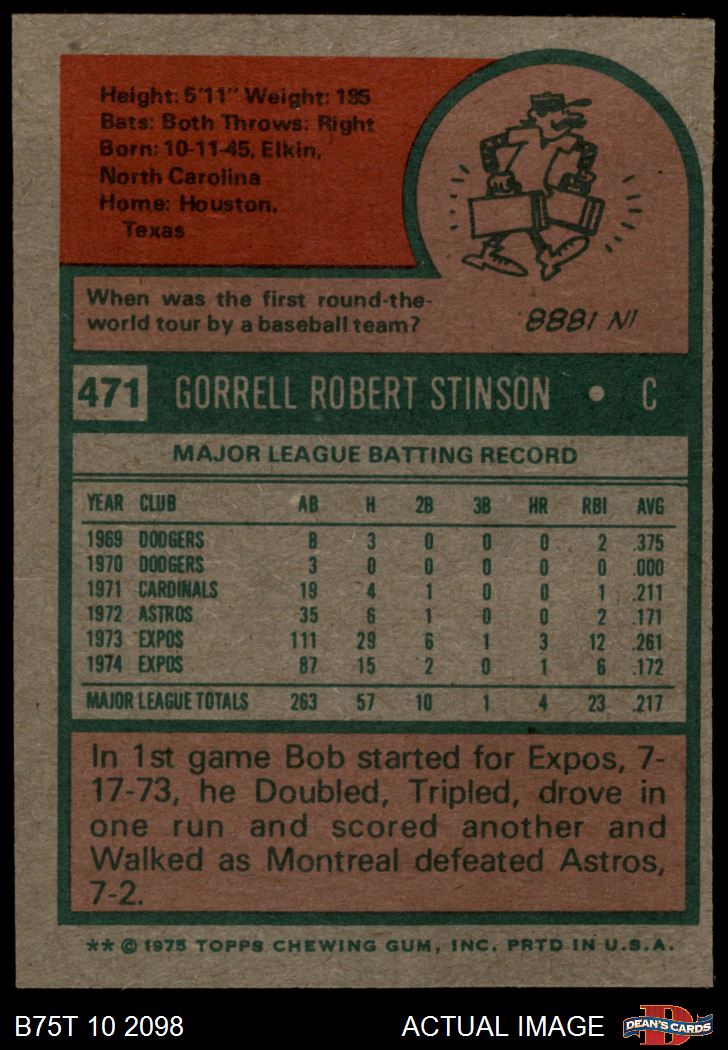 Height: 5'11" Weight: 195
Bats: Both Throws: Right
Born: 10-11-45, Elkin,
North Carolina
Home: Houston,
Texas
When was the first round-the-
world tour by a baseball team?
IN 1888
471 GORRELL ROBERT STINSON • C
MAJOR LEAGUE BATTING RECORD
YEAR CLUB AB H 2B 3B HR RBI AVG
1969 DODGERS 8 3 0 0 0 2 .375
1970 DODGERS 3 0 0 0 0 0 .000
1971 CARDINALS 19 4 1 0 0 1 .211
1972 ASTROS 35 6 1 0 0 2 .171
1973 EXPOS 111 29 6 1 3 12 .261
1974 EXPOS 87 15 2 0 1 6 .172
MAJOR LEAGUE TOTALS 263 57 10 1 4 23 .217
In 1st game Bob started for Expos, 7-
17-73, he Doubled, Tripled, drove in
one run and scored another and
Walked as Montreal defeated Astros,
7-2.
** © 1975 TOPPS CHEWING GUM, INC. PRTD IN U.S.A.
B75T 10 2098 ACTUAL IMAGE
D
DEAN'S CARDS